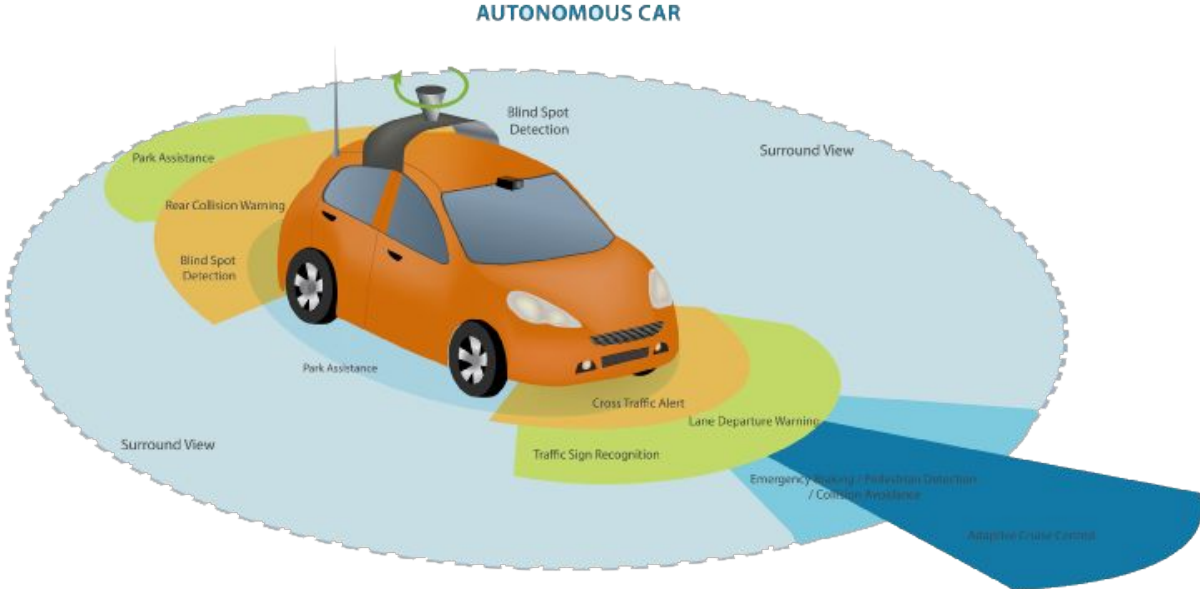 AUTONOMOUS CAR
Blind Spot
Detection
Surround View
Park Assistance
Rear Collision Warning
Blind Spot
Detection
Park Assistance
Cross Traffic Alert
Lane Departure Warning
Surround View
Traffic Sign Recognition
Emergency Braking / Pedestrian Detection
/ Collision Avoidance
Adaptive Cruise Control